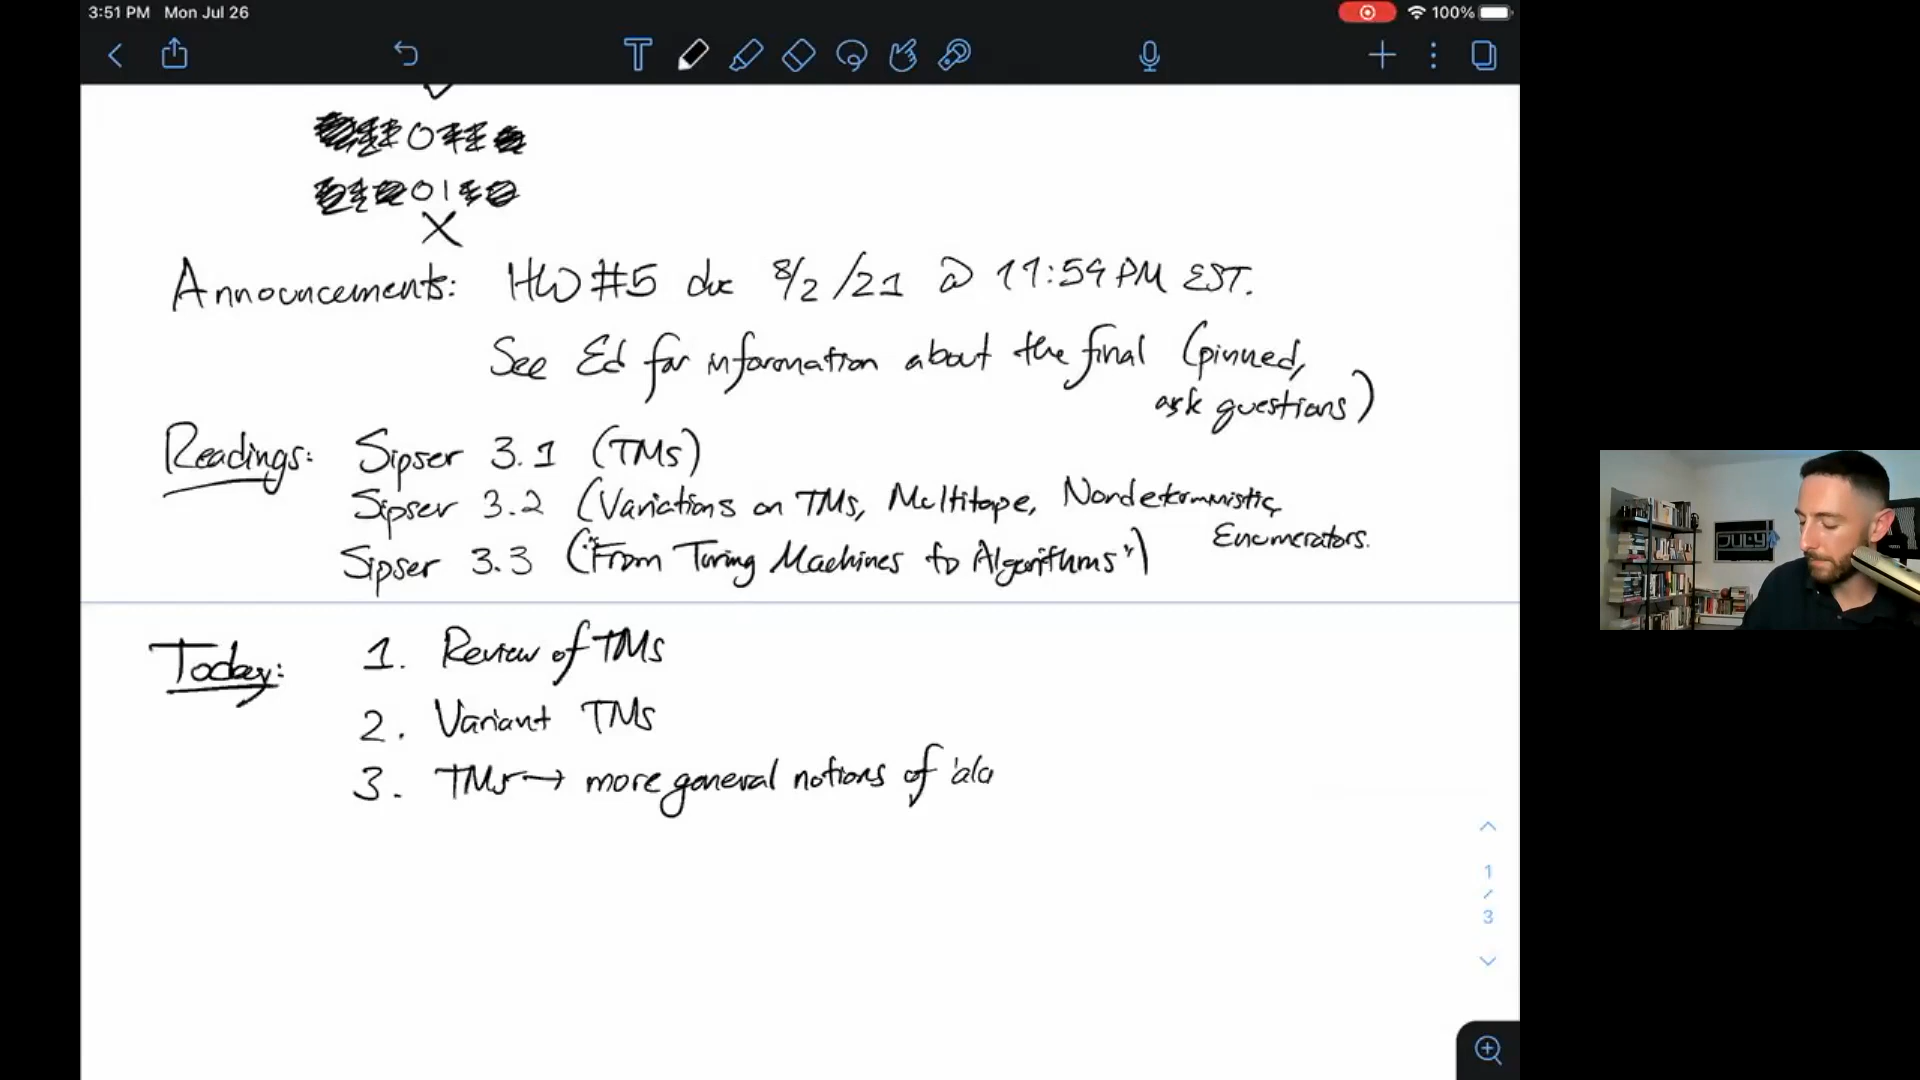 3:51 PM Mon Jul 26
100%
0
01
X
Announcements: HW #5 due 8/2/21 @ 11:59 PM EST.
See Ed for information about the final (pinned,
ask questions)
Readings: Sipser 3.1 (TMs)
Sipser 3.2 (Variations on TMs, Multitape, Nondeterministic,
Enumerators.
Sipser 3.3 ("From Turing Machines to Algorithms")
Today: 1. Review of TMs
2. Variant TMs
3. TMs → more general notions of 'alg
1
/
3